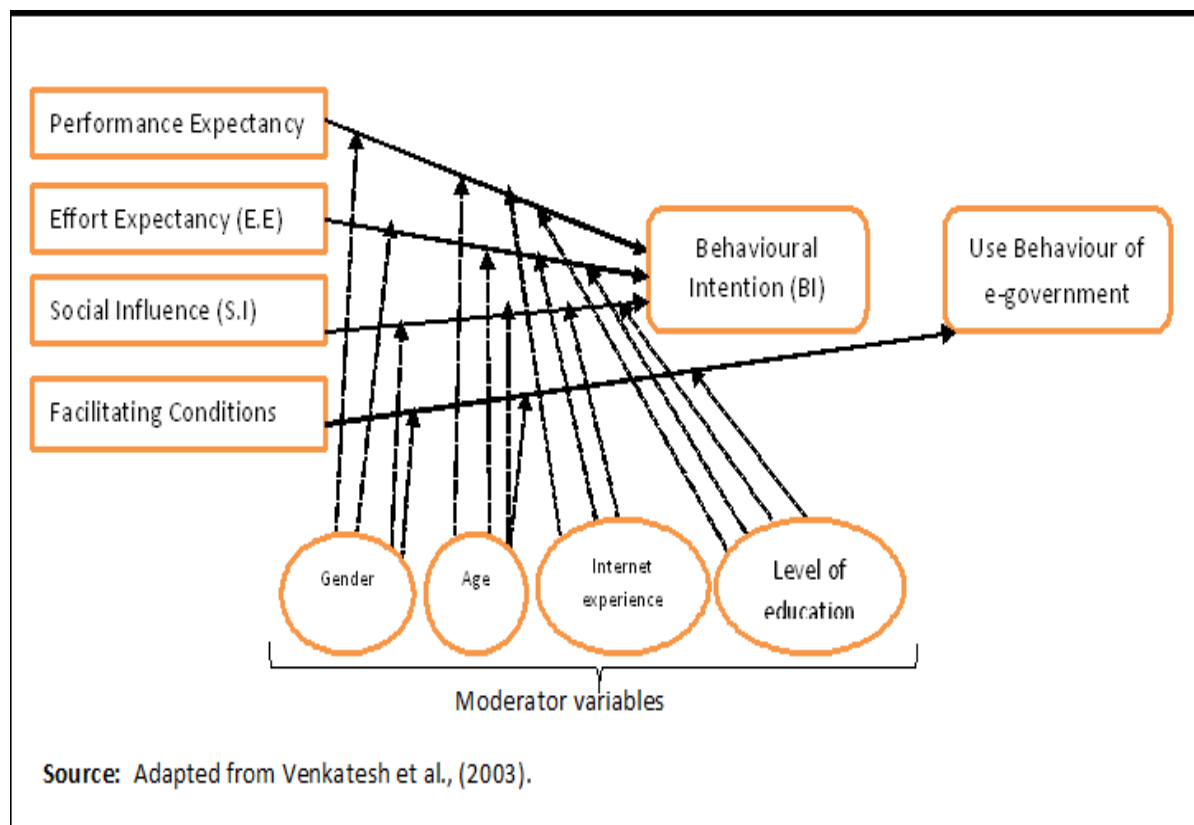 Performance Expectancy
Effort Expectancy (E.E)
Social Influence (S.I)
Facilitating Conditions
Behavioural
Intention (BI)
Use Behaviour of
e-government
Gender
Age
Internet
experience
Level of
education
Moderator variables
Source: Adapted from Venkatesh et al., (2003).